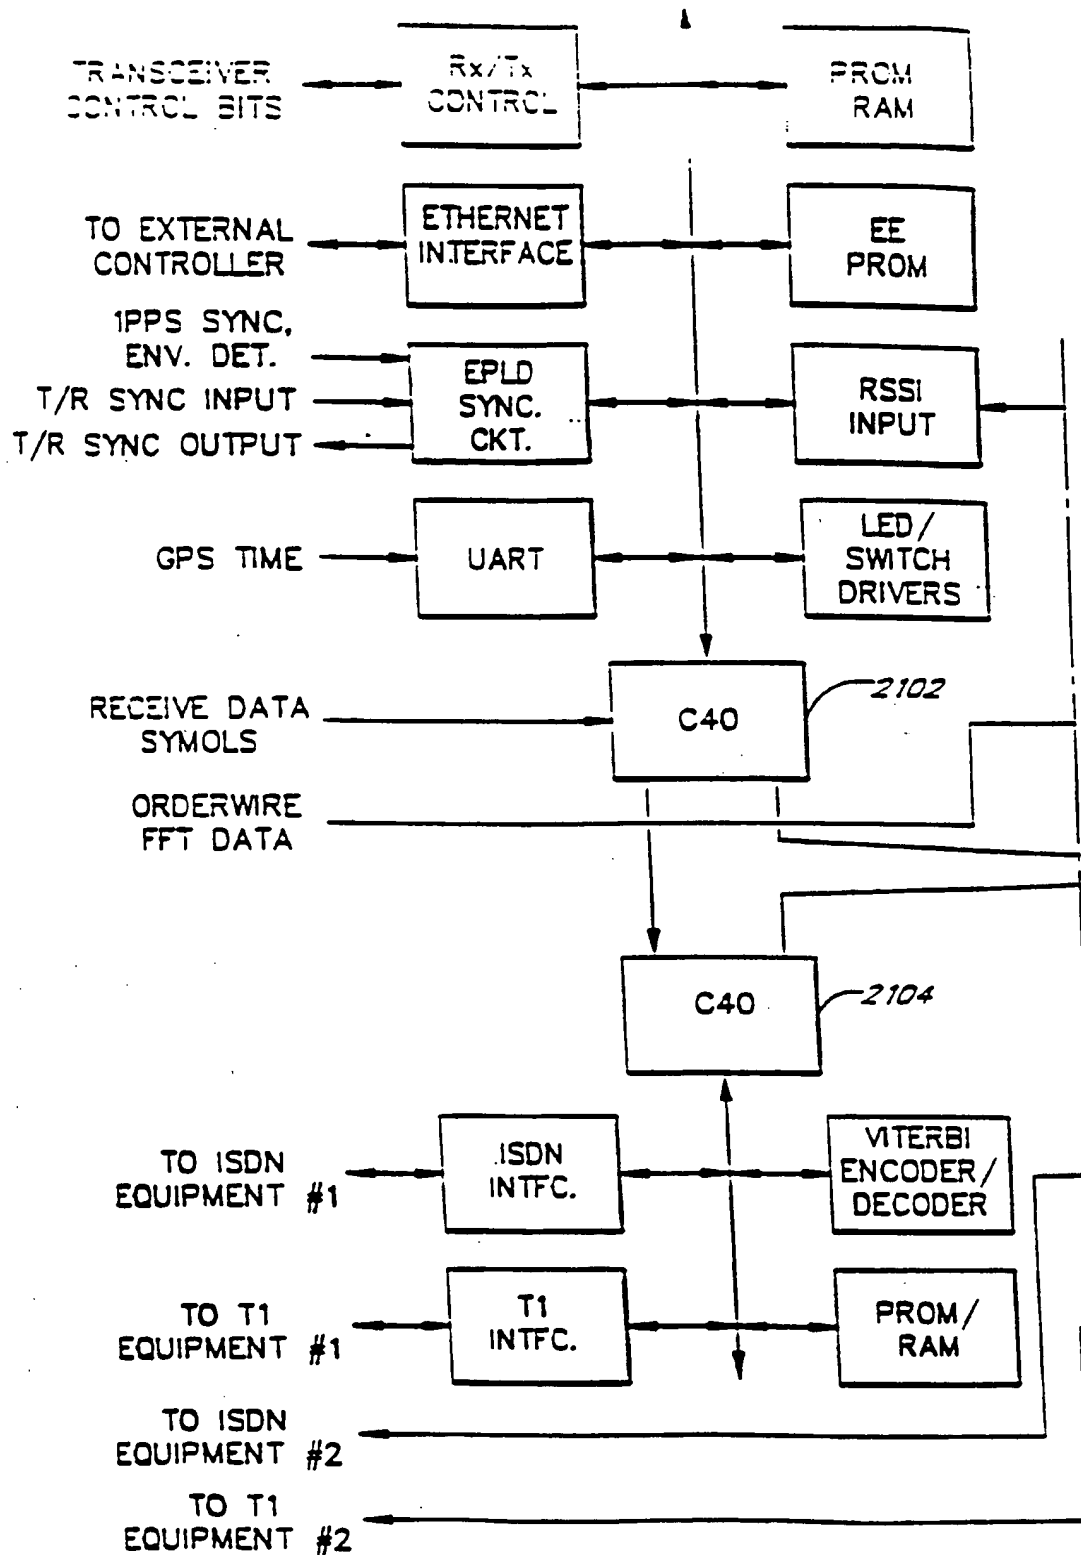 TRANSCEIVER
CONTROL BITS
Rx/Tx
CONTROL
PROM
RAM
TO EXTERNAL
CONTROLLER
ETHERNET
INTERFACE
EE
PROM
1PPS SYNC,
ENV. DET.
T/R SYNC INPUT
T/R SYNC OUTPUT
EPLD
SYNC.
CKT.
RSSI
INPUT
GPS TIME
UART
LED/
SWITCH
DRIVERS
RECEIVE DATA
SYMOLS
C40
2102
ORDERWIRE
FFT DATA
C40
2104
TO ISDN
EQUIPMENT #1
ISDN
INTFC.
VITERBI
ENCODER/
DECODER
TO T1
EQUIPMENT #1
T1
INTFC.
PROM/
RAM
TO ISDN
EQUIPMENT #2
TO T1
EQUIPMENT #2